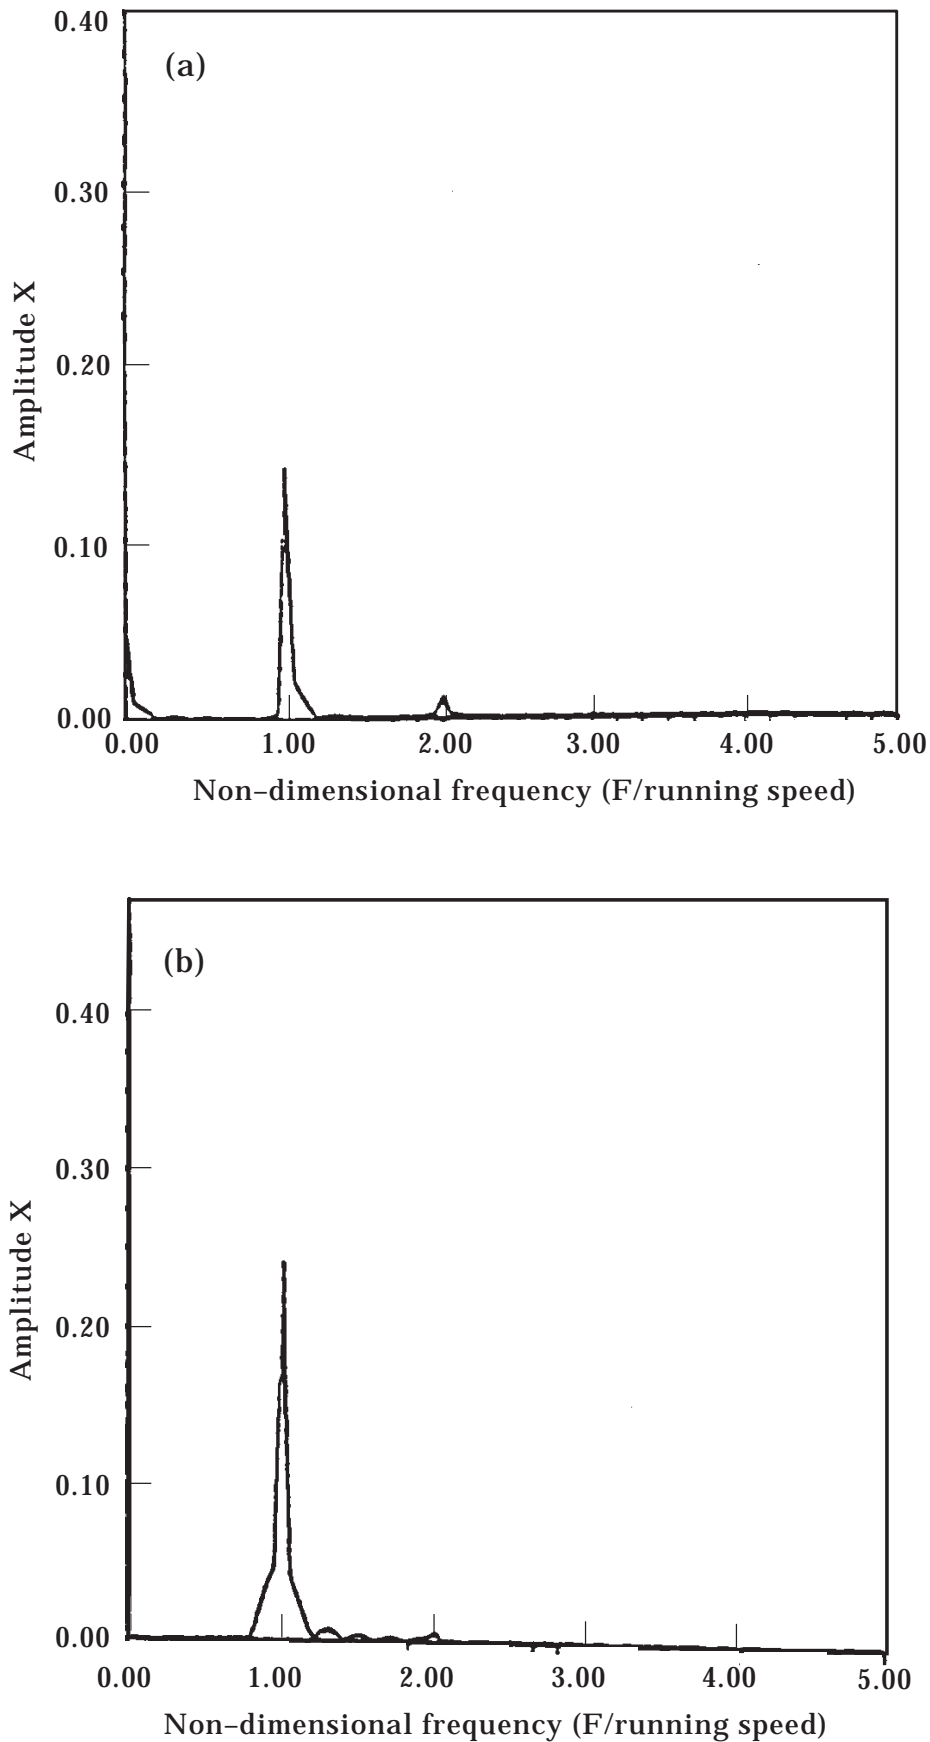 0.40
(a)
0.30
Amplitude X
0.20
0.10
0.00
0.00 1.00 2.00 3.00 4.00 5.00
Non-dimensional frequency (F/running speed)
(b)
0.40
0.30
Amplitude X
0.20
0.10
0.00
0.00 1.00 2.00 3.00 4.00 5.00
Non-dimensional frequency (F/running speed)